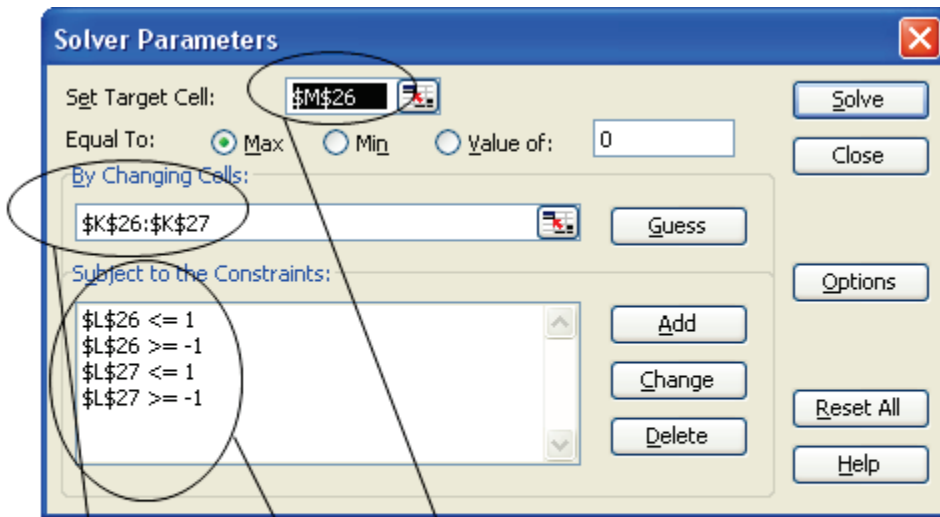 Solver Parameters
Set Target Cell: $M$26 Solve
Equal To: Max Min Value of: 0 Close
By Changing Cells:
$K$26:$K$27 Guess
Subject to the Constraints: Options
$L$26 <= 1 Add
$L$26 >= -1
$L$27 <= 1 Change
$L$27 >= -1 Reset All
Delete
Help